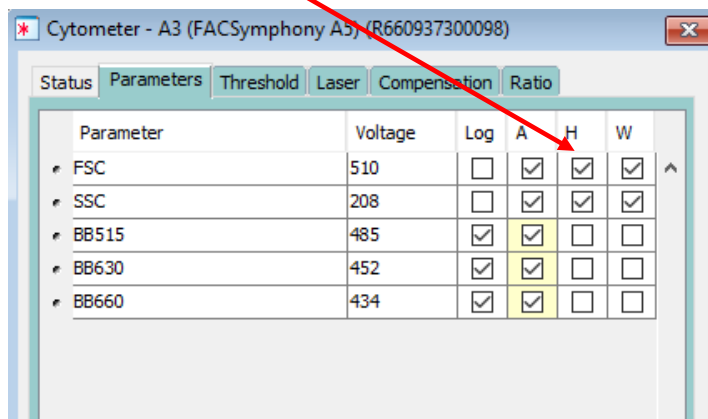 Cytometer - A3 (FACSymphony A5) (R660937300098)
Status Parameters Threshold Laser Compensation Ratio
Parameter Voltage Log A H W
FSC 510
SSC 208
BB515 485
BB630 452
BB660 434